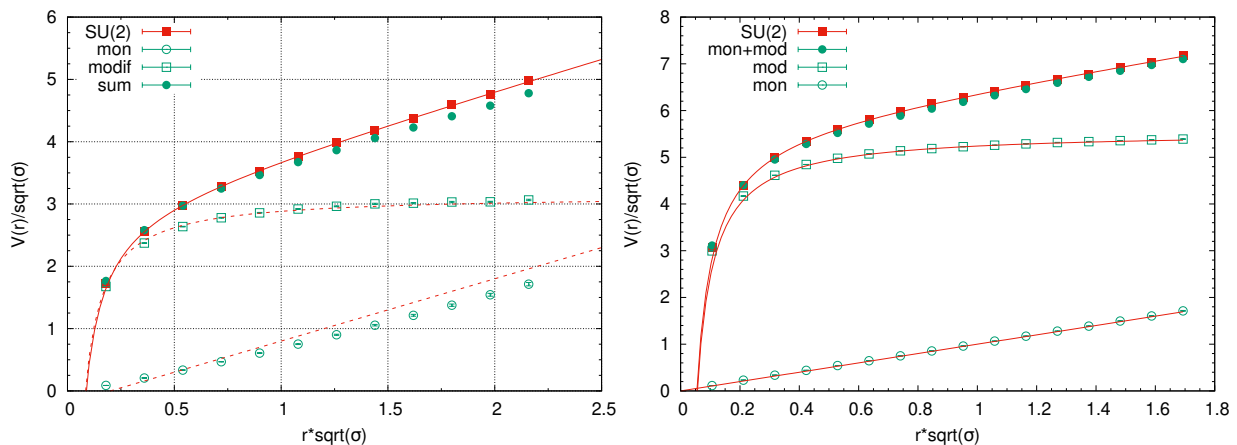 6
5
4
3
2
1
0
V(r)/sqrt(σ)
SU(2)
mon
modif
sum
0
0.5
1
1.5
2
2.5
r*sqrt(σ)
8
7
6
5
4
3
2
1
0
V(r)/sqrt(σ)
SU(2)
mon+mod
mod
mon
0
0.2
0.4
0.6
0.8
1
1.2
1.4
1.6
1.8
r*sqrt(σ)